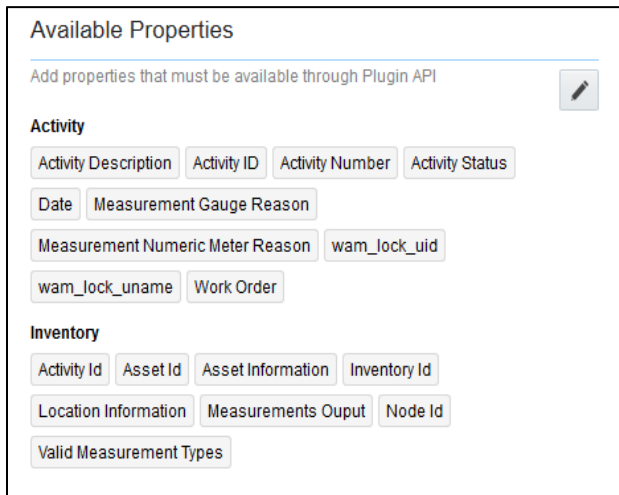 Available Properties
Add properties that must be available through Plugin API
Activity
Activity Description Activity ID Activity Number Activity Status
Date Measurement Gauge Reason
Measurement Numeric Meter Reason wam_lock_uid
wam_lock_uname Work Order
Inventory
Activity Id Asset Id Asset Information Inventory Id
Location Information Measurements Ouput Node Id
Valid Measurement Types